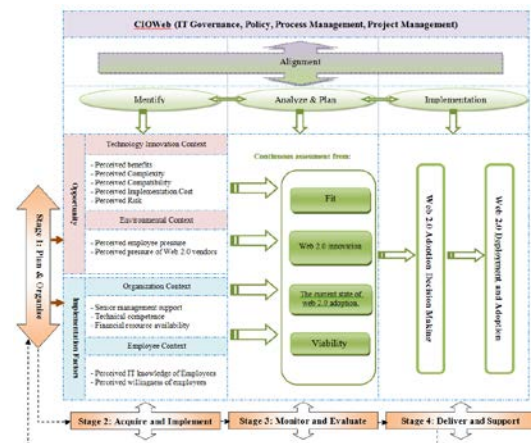 CIOWeb (IT Governance, Policy, Process Management, Project Management)
Alignment
Identify
Analyze & Plan
Implementation
Stage 1: Plan & Organise
Opportunity
Technology Innovation Context
- Perceived benefits
- Perceived Complexity
- Perceived Compatibility
- Perceived Implementation Cost
- Perceived Risk
Environmental Context
- Perceived employee pressure
- Perceived pressure of Web 2.0 vendors
Implementation Factors
Organization Context
- Senior management support
- Technical competence
- Financial resource availability
Employee Context
- Perceived IT knowledge of Employees
- Perceived willingness of employees
Continuous assessment from:
Fit
Web 2.0 innovation
The current state of
web 2.0 adoption.
Viability
Web 2.0 Adoption Decision Making
Web 2.0 Deployment and Adoption
Stage 2: Acquire and Implement
Stage 3: Monitor and Evaluate
Stage 4: Deliver and Support